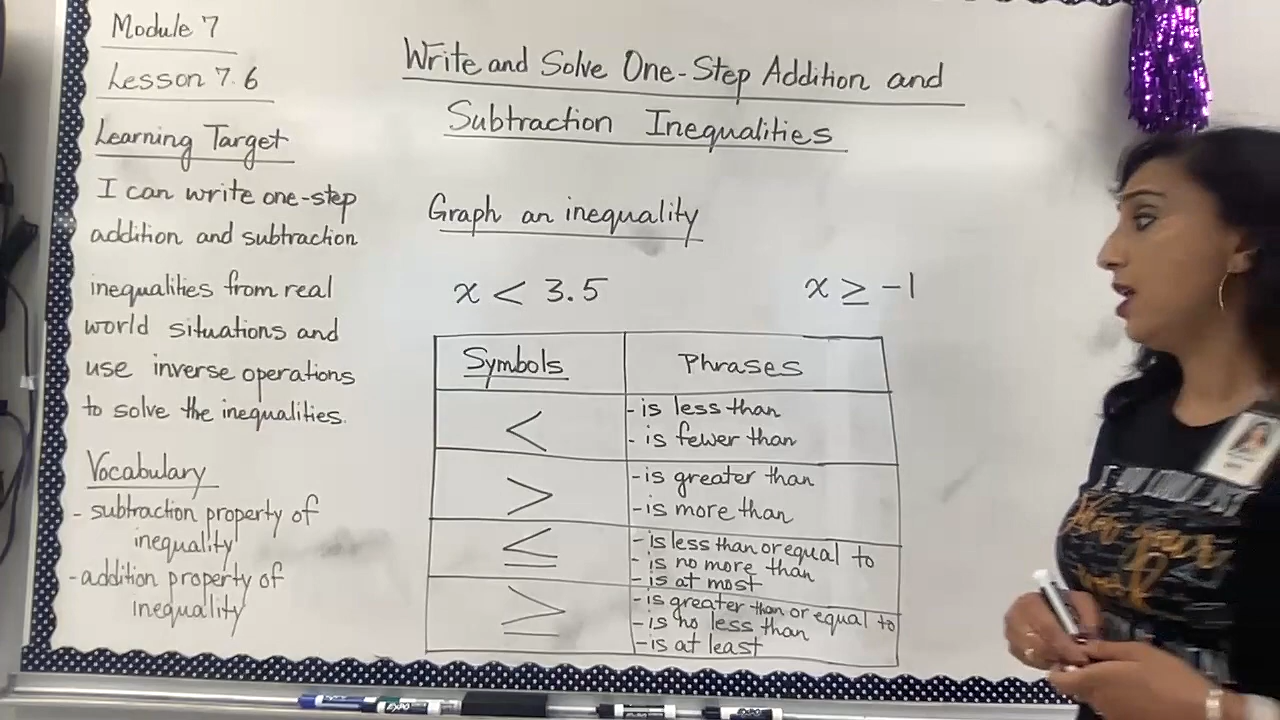 Module 7
Lesson 7.6
Learning Target
I can write one-step
addition and subtraction
inequalities from real
world situations and
use inverse operations
to solve the inequalities.
Vocabulary
- subtraction property of
inequality
- addition property of
inequality
Write and Solve One-Step Addition and
Subtraction Inequalities
Graph an inequality
x < 3.5
x ≥ -1
Symbols
Phrases
<
- is less than
- is fewer than
>
- is greater than
- is more than
≤
- is less than or equal to
- is no more than
- is at most
≥
- is greater than or equal to
- is no less than
- is at least
EXPO
EXPO
EXPO